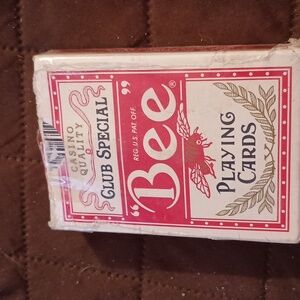 CASINO
QUALITY
CLUB SPECIAL
REG. U.S. PAT. OFF.
"Bee"®
PLAYING
CARDS